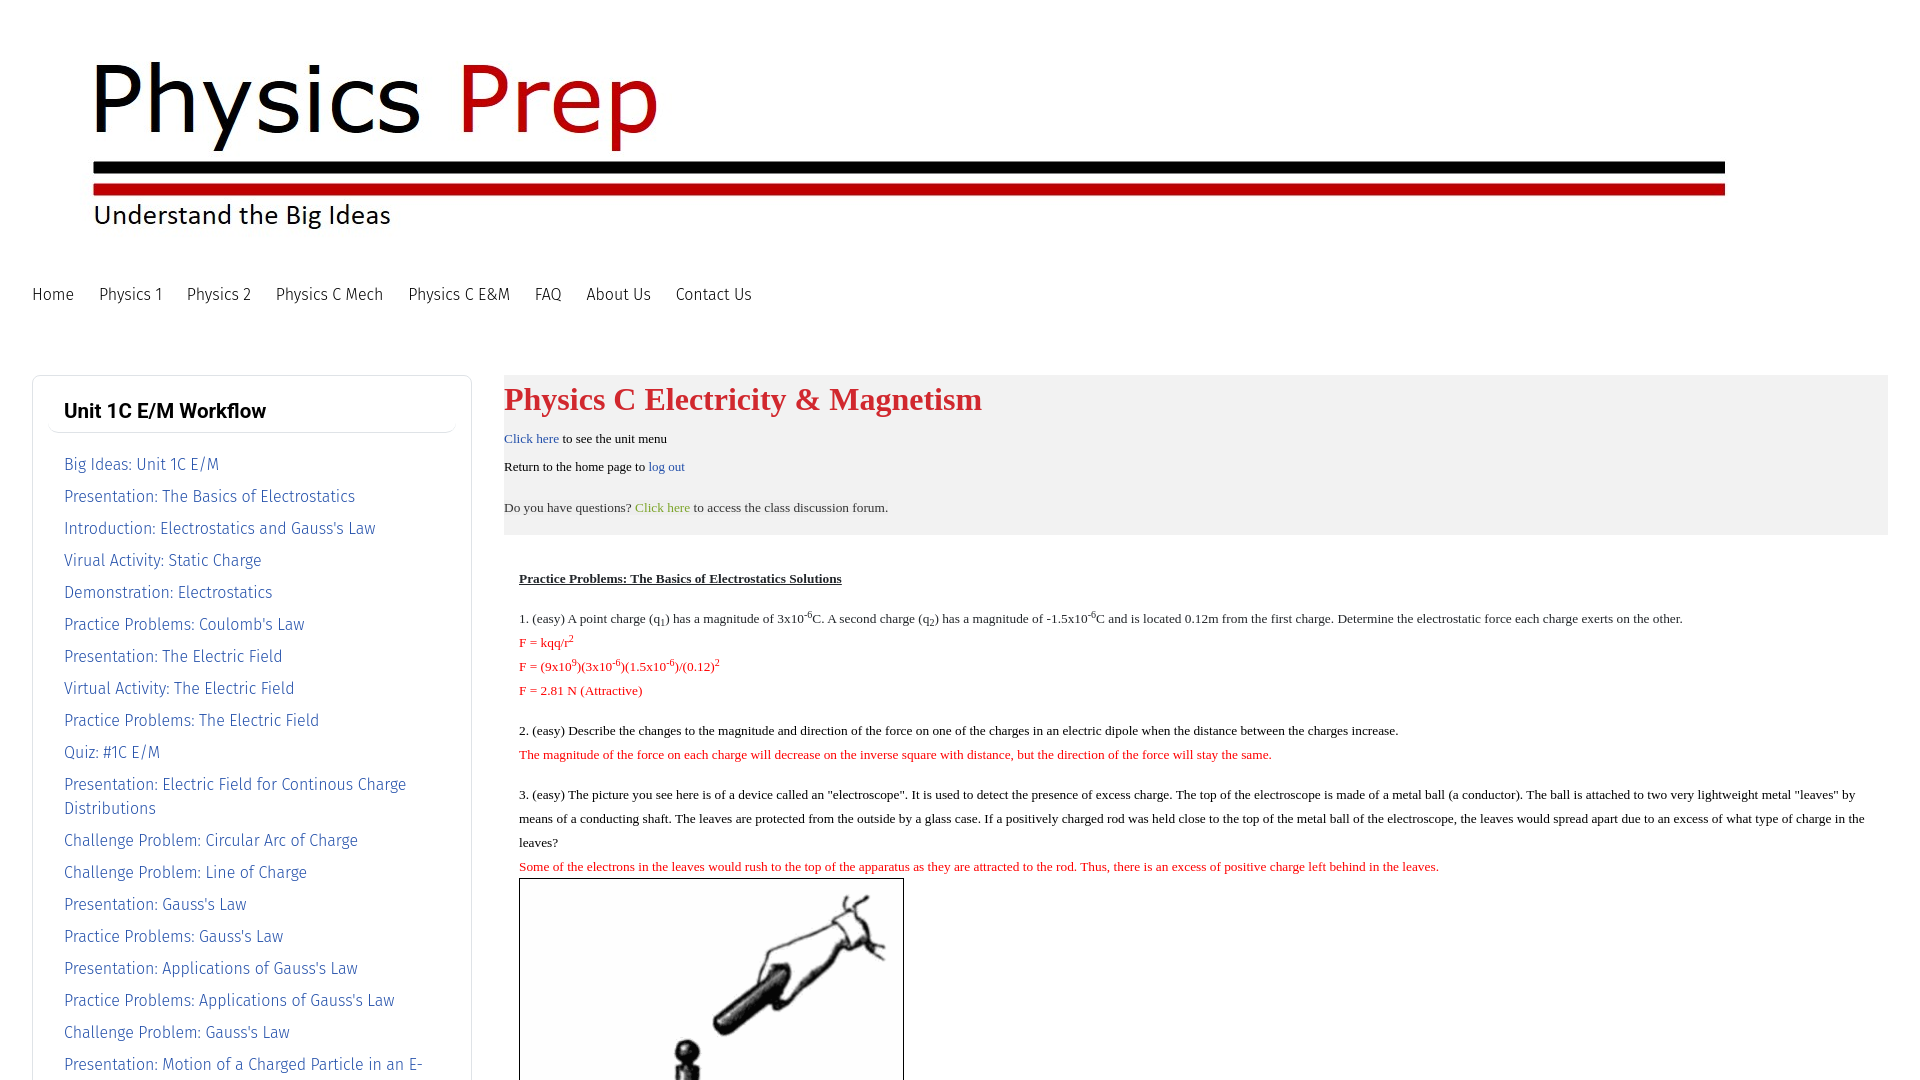 Physics Prep
Understand the Big Ideas
Home Physics 1 Physics 2 Physics C Mech Physics C E&M FAQ About Us Contact Us
Unit 1C E/M Workflow
Big Ideas: Unit 1C E/M
Presentation: The Basics of Electrostatics
Introduction: Electrostatics and Gauss's Law
Virual Activity: Static Charge
Demonstration: Electrostatics
Practice Problems: Coulomb's Law
Presentation: The Electric Field
Virtual Activity: The Electric Field
Practice Problems: The Electric Field
Quiz: #1C E/M
Presentation: Electric Field for Continous Charge
Distributions
Challenge Problem: Circular Arc of Charge
Challenge Problem: Line of Charge
Presentation: Gauss's Law
Practice Problems: Gauss's Law
Presentation: Applications of Gauss's Law
Practice Problems: Applications of Gauss's Law
Challenge Problem: Gauss's Law
Presentation: Motion of a Charged Particle in an E-
Physics C Electricity & Magnetism
Click here to see the unit menu
Return to the home page to log out
Do you have questions? Click here to access the class discussion forum.
Practice Problems: The Basics of Electrostatics Solutions
1. (easy) A point charge (q₁) has a magnitude of 3x10⁻⁶C. A second charge (q₂) has a magnitude of -1.5x10⁻⁶C and is located 0.12m from the first charge. Determine the electrostatic force each charge exerts on the other.
F = kqq/r²
F = (9x10⁹)(3x10⁻⁶)(1.5x10⁻⁶)/(0.12)²
F = 2.81 N (Attractive)
2. (easy) Describe the changes to the magnitude and direction of the force on one of the charges in an electric dipole when the distance between the charges increase.
The magnitude of the force on each charge will decrease on the inverse square with distance, but the direction of the force will stay the same.
3. (easy) The picture you see here is of a device called an "electroscope". It is used to detect the presence of excess charge. The top of the electroscope is made of a metal ball (a conductor). The ball is attached to two very lightweight metal "leaves" by
means of a conducting shaft. The leaves are protected from the outside by a glass case. If a positively charged rod was held close to the top of the metal ball of the electroscope, the leaves would spread apart due to an excess of what type of charge in the
leaves?
Some of the electrons in the leaves would rush to the top of the apparatus as they are attracted to the rod. Thus, there is an excess of positive charge left behind in the leaves.